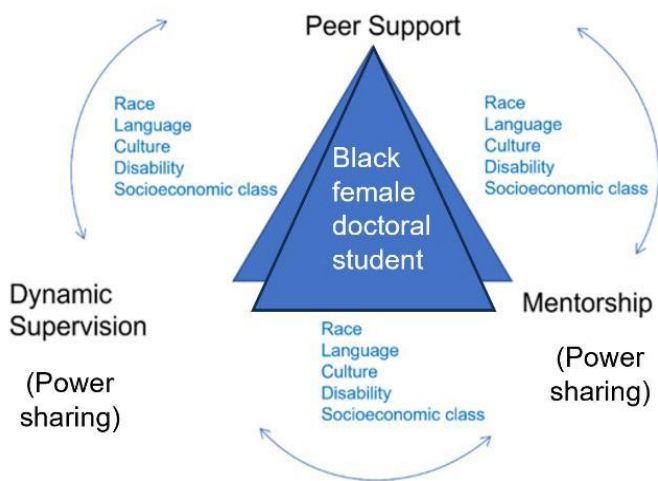 Peer Support
Race
Language
Culture
Disability
Socioeconomic class
Race
Language
Culture
Disability
Socioeconomic class
Black
female
doctoral
student
Dynamic
Supervision
(Power
sharing)
Mentorship
(Power
sharing)
Race
Language
Culture
Disability
Socioeconomic class